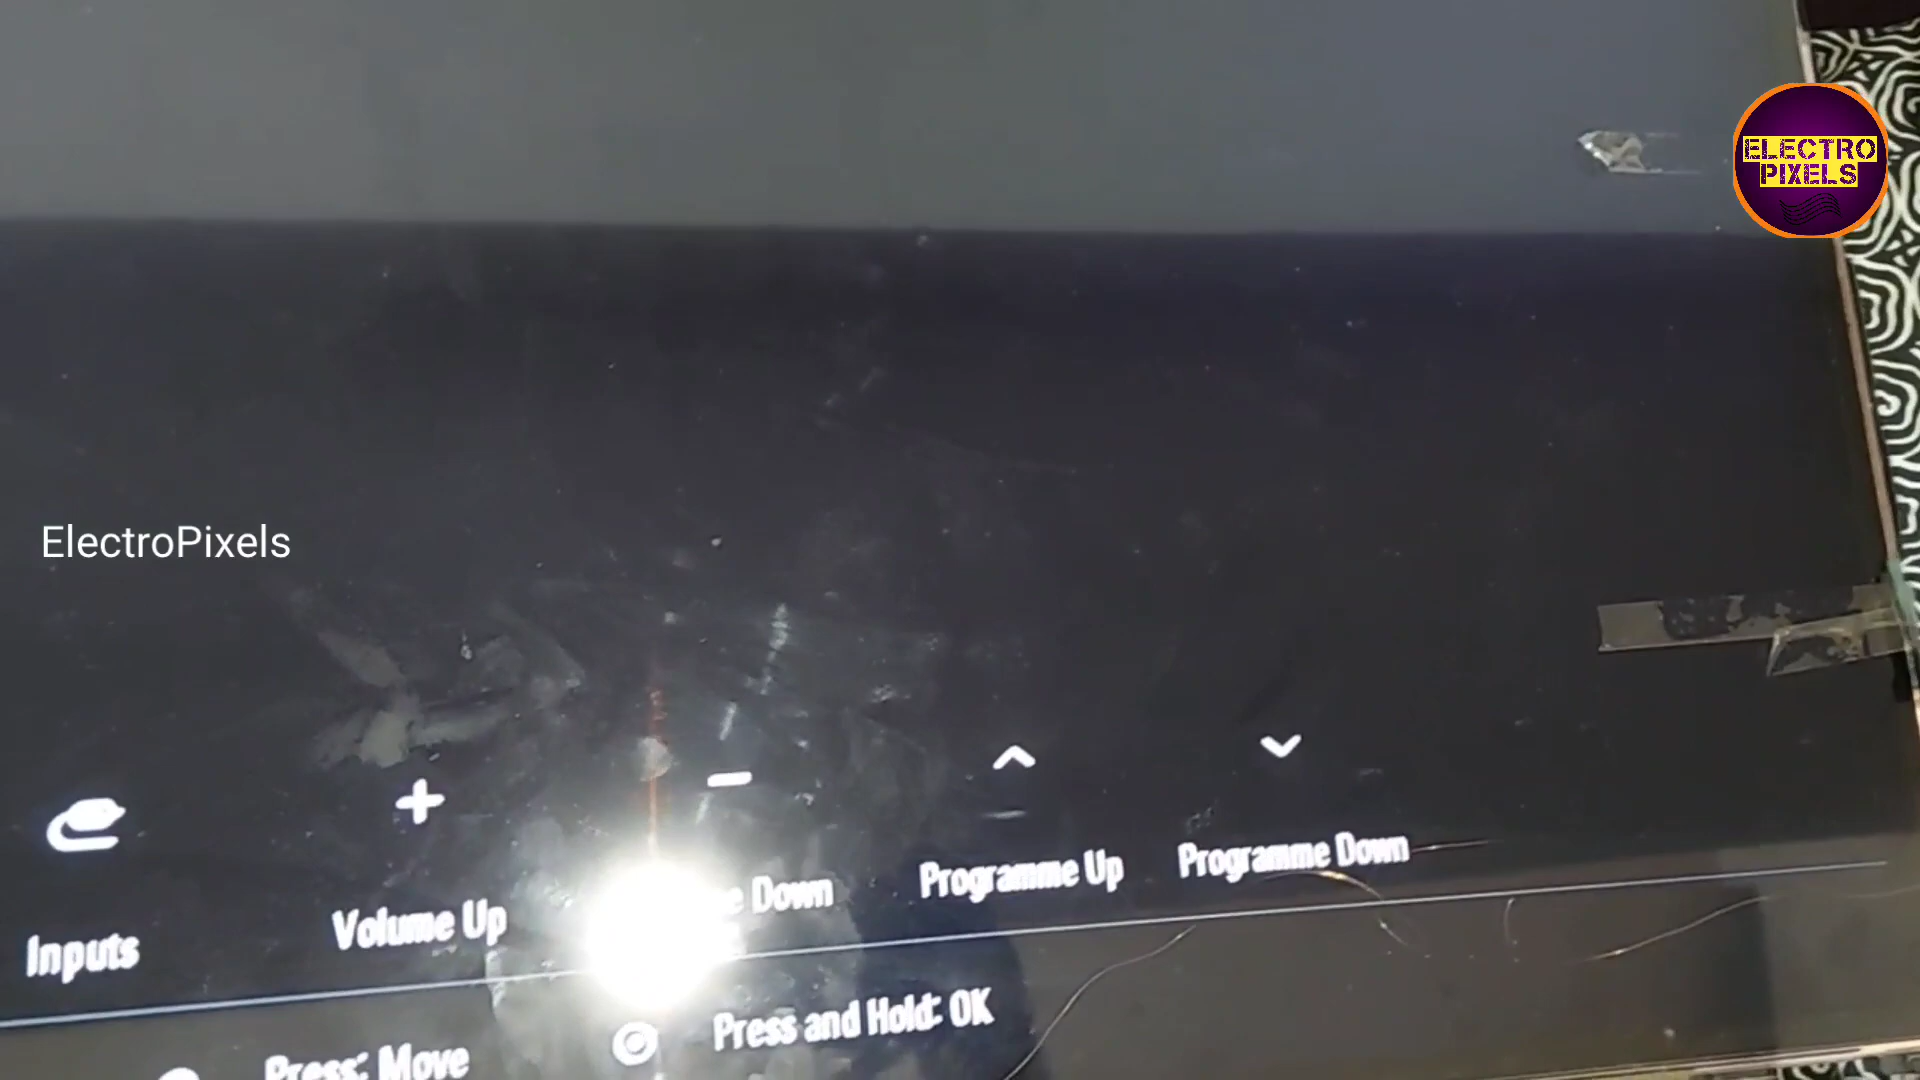 ELECTRO
PIXELS
ElectroPixels
Inputs
Volume Up
Down
Programme Up
Programme Down
Press: Move
Press and Hold: OK